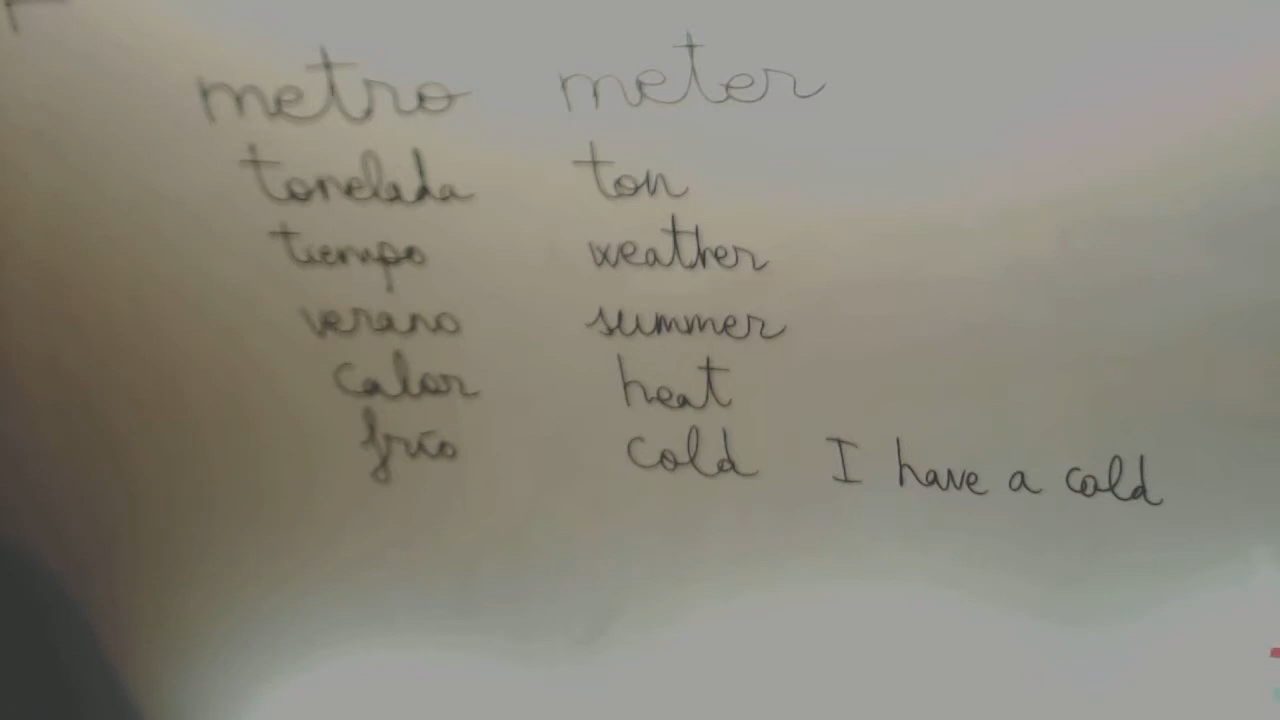 metro meter
tonelada ton
tiempo weather
verano summer
calor heat
frío cold I have a cold